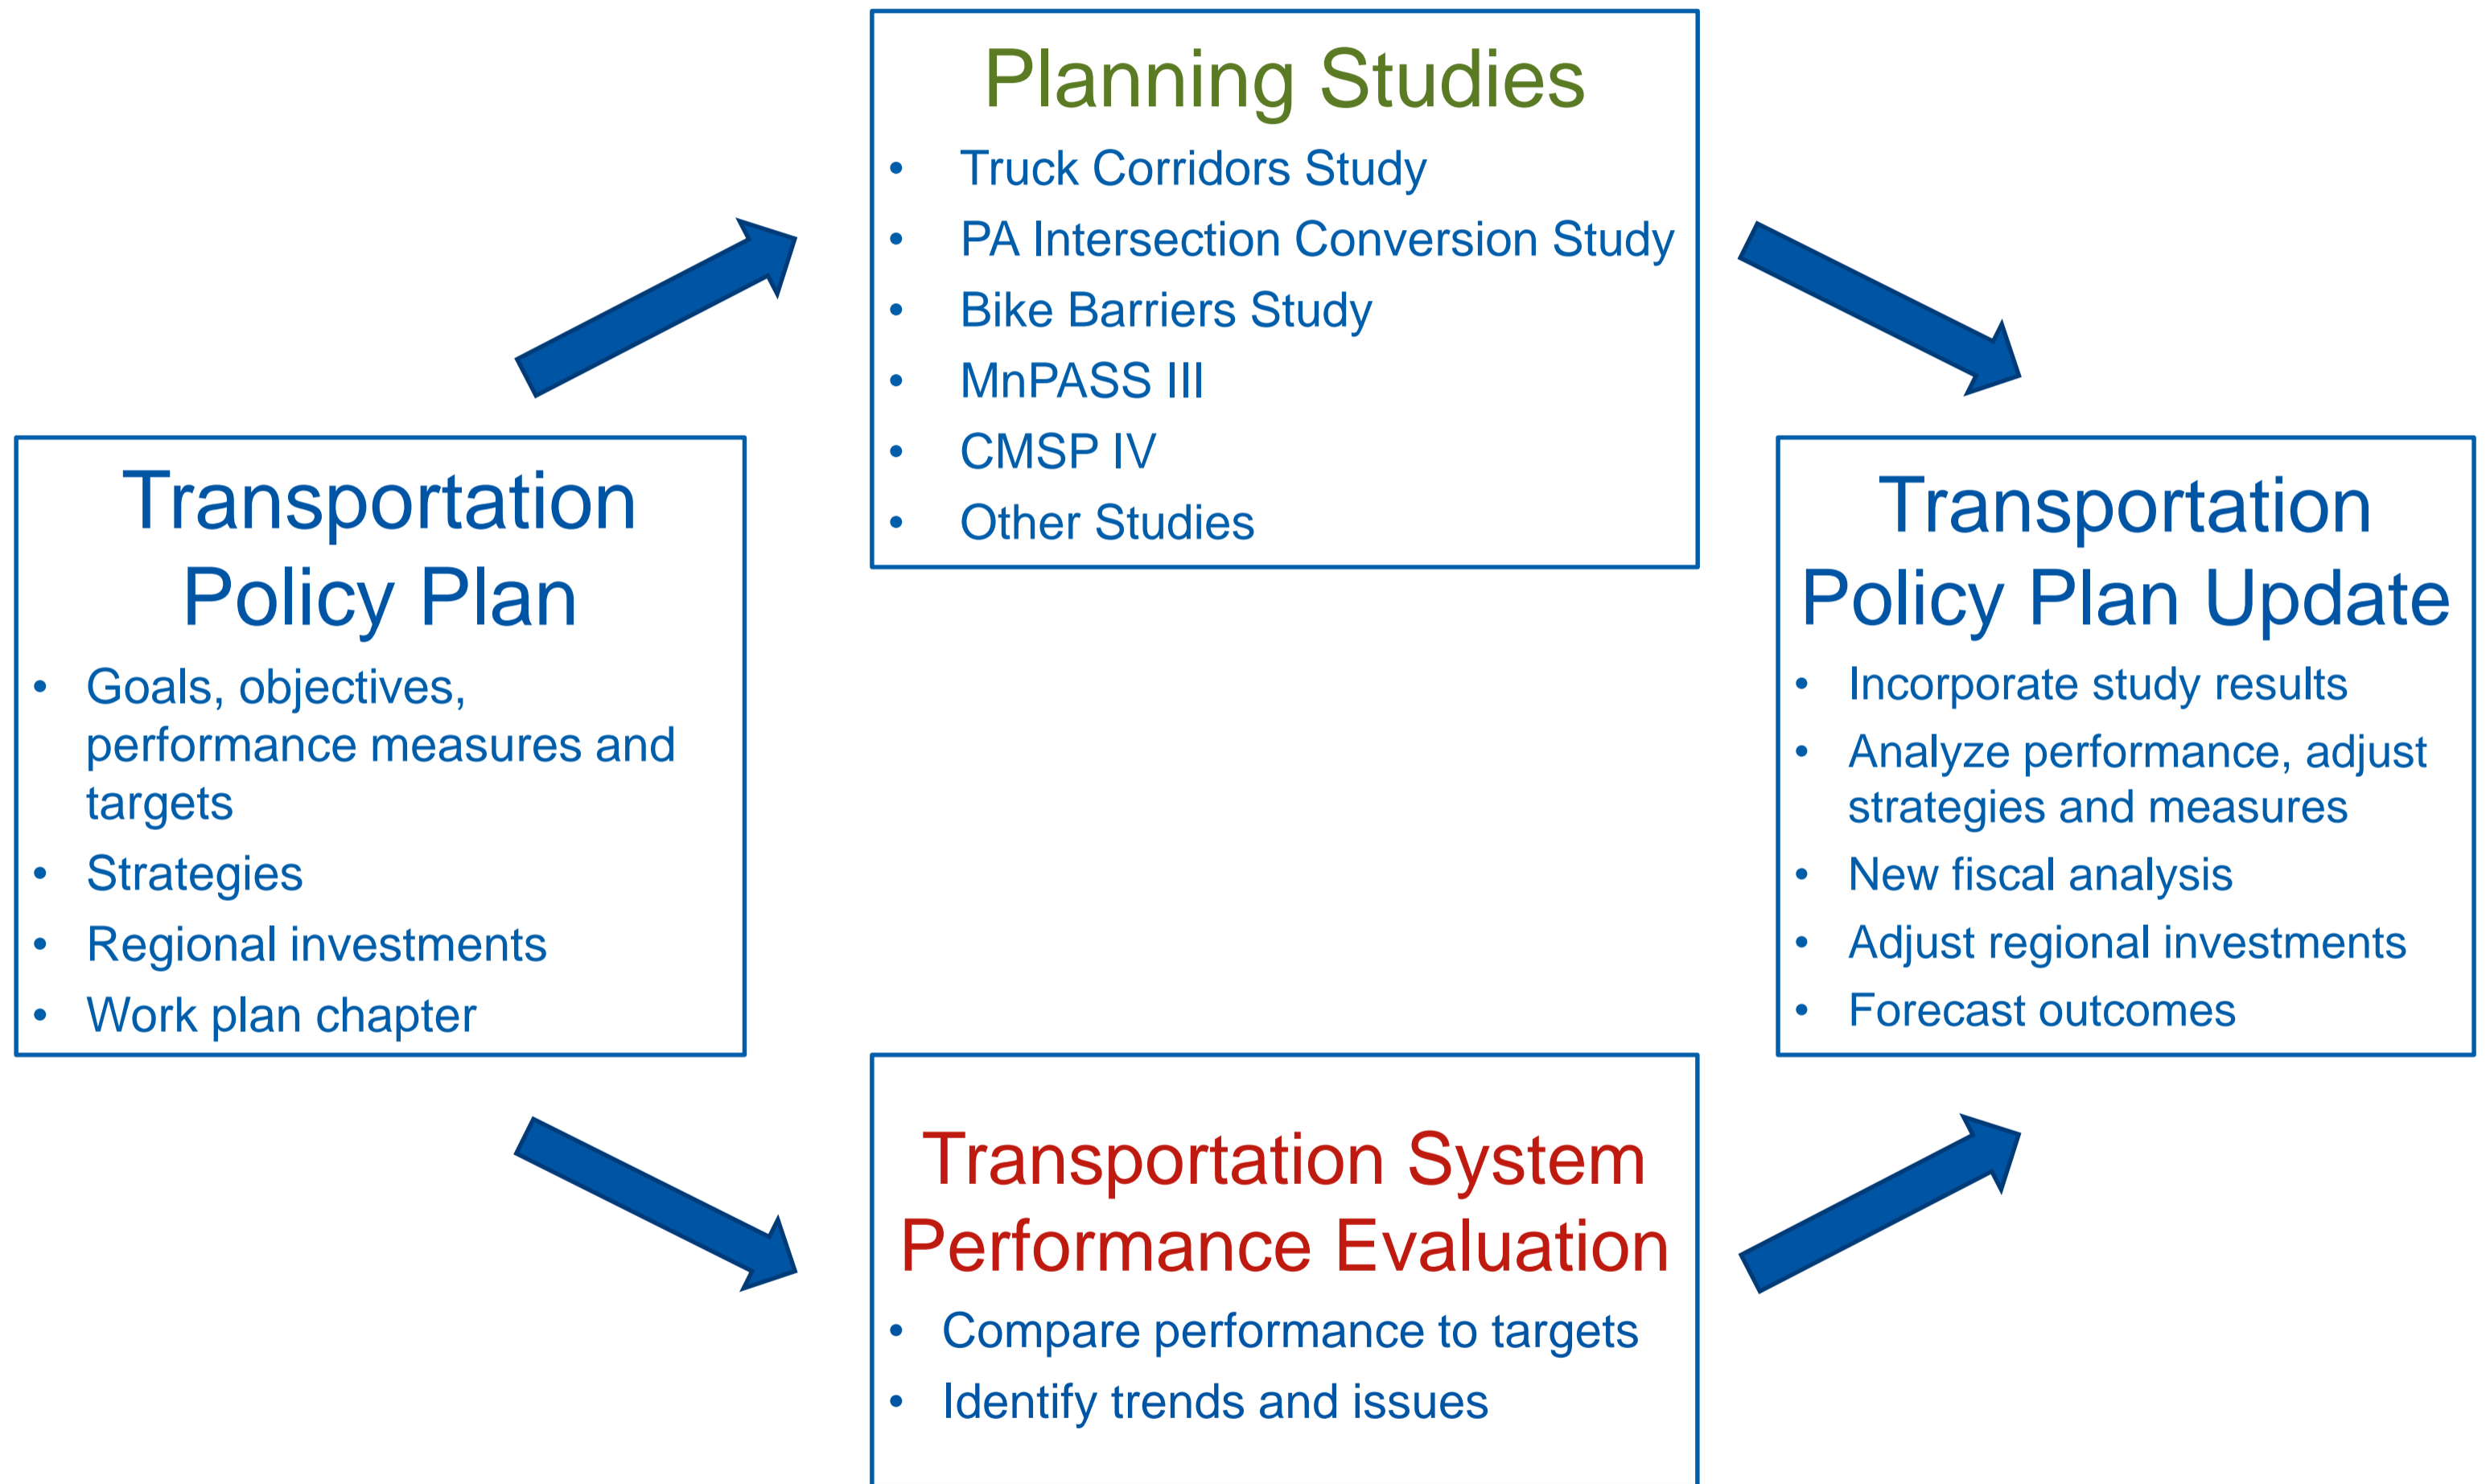 Planning Studies
• Truck Corridors Study
• PA Intersection Conversion Study
• Bike Barriers Study
• MnPASS III
• CMSP IV
• Other Studies
Transportation
Policy Plan
• Goals, objectives,
performance measures and
targets
• Strategies
• Regional investments
• Work plan chapter
Transportation
Policy Plan Update
• Incorporate study results
• Analyze performance, adjust
strategies and measures
• New fiscal analysis
• Adjust regional investments
• Forecast outcomes
Transportation System
Performance Evaluation
• Compare performance to targets
• Identify trends and issues